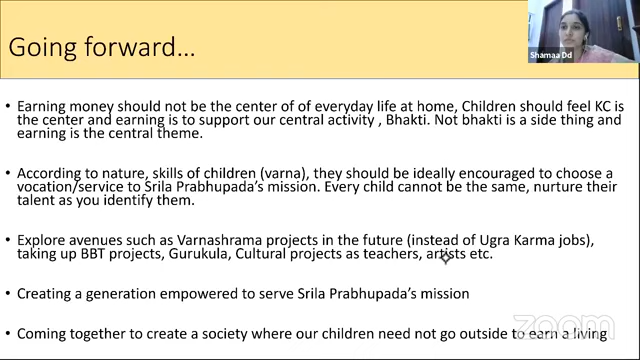 Going forward...
Shamaa Dd
• Earning money should not be the center of of everyday life at home, Children should feel KC is
the center and earning is to support our central activity , Bhakti. Not bhakti is a side thing and
earning is the central theme.
• According to nature, skills of children (varna), they should be ideally encouraged to choose a
vocation/service to Srila Prabhupada's mission. Every child cannot be the same, nurture their
talent as you identify them.
• Explore avenues such as Varnashrama projects in the future (instead of Ugra Karma jobs),
taking up BBT projects, Gurukula, Cultural projects as teachers, artists etc.
• Creating a generation empowered to serve Srila Prabhupada's mission
• Coming together to create a society where our children need not go outside to earn a living
zoom